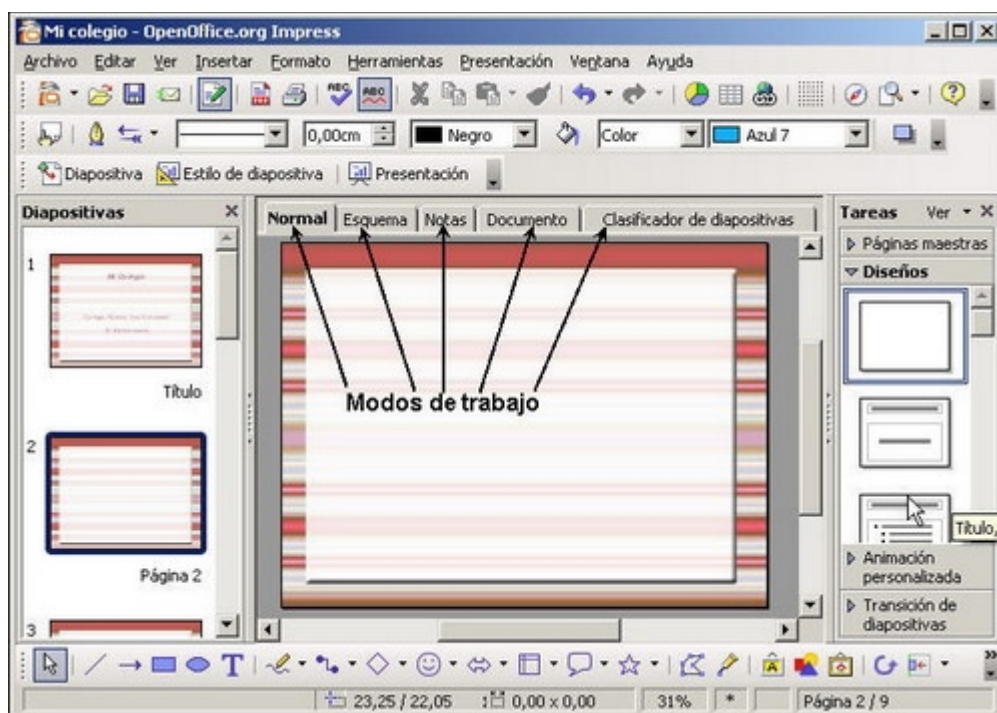 Mi colegio - OpenOffice.org Impress
Archivo Editar Ver Insertar Formato Herramientas Presentación Ventana Ayuda
0,00cm Negro Color Azul 7
Diapositiva Estilo de diapositiva Presentación
Diapositivas
Normal Esquema Notas Documento Clasificador de diapositivas
Tareas Ver
Páginas maestras
Diseños
1
Mi Colegio
Título
Modos de trabajo
2
Página 2
3
Título,
Animación
personalizada
Transición de
diapositivas
23,25 / 22,05 0,00 x 0,00 31% * Página 2 / 9